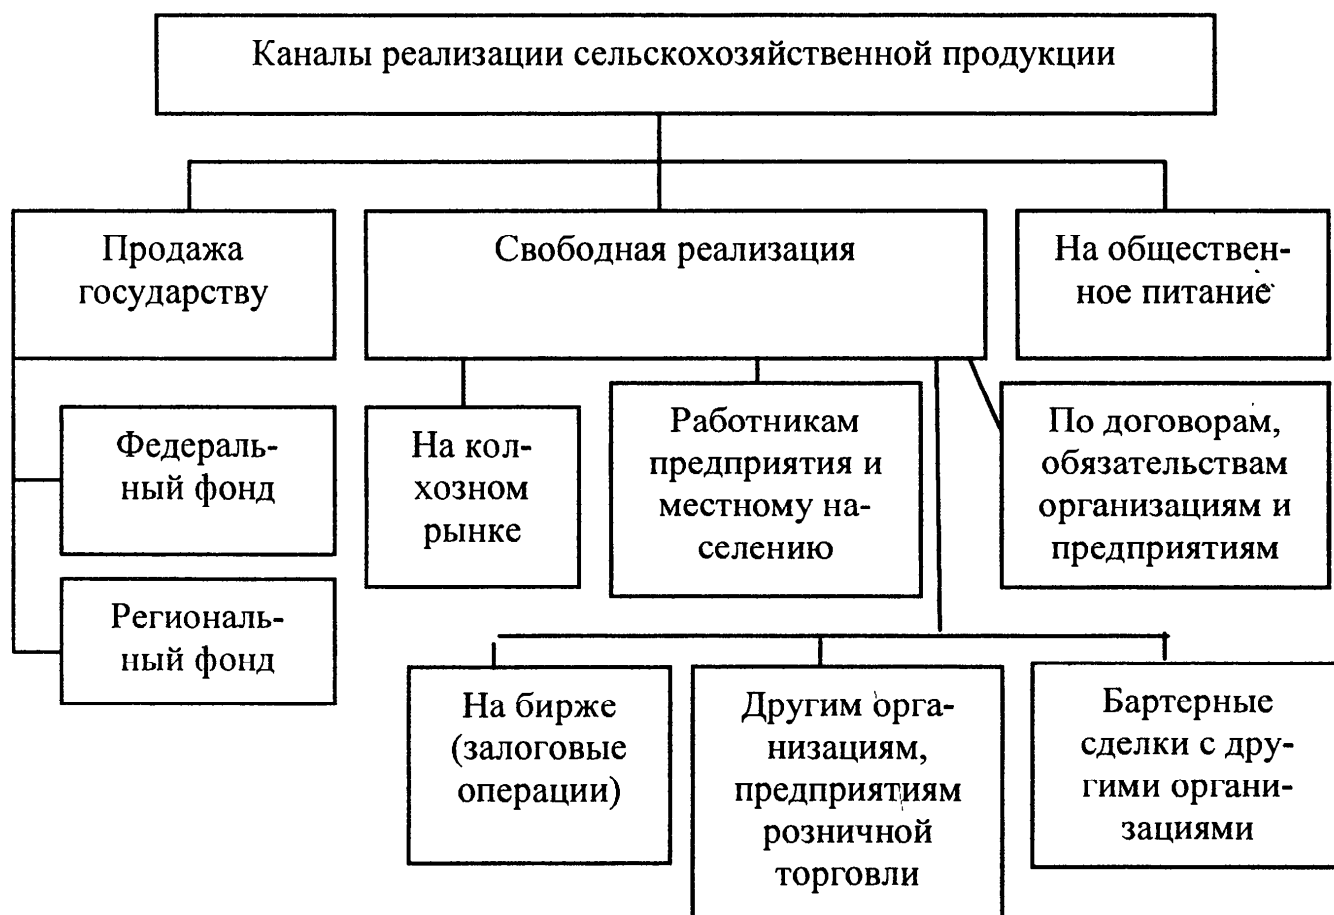 Каналы реализации сельскохозяйственной продукции
Продажа
государству
Свободная реализация
На обществен-
ное питание
Федераль-
ный фонд
Региональ-
ный фонд
На кол-
хозном
рынке
Работникам
предприятия и
местному на-
селению
По договорам,
обязательствам
организациям и
предприятиям
На бирже
(залоговые
операции)
Другим орга-
низациям,
предприятиям
розничной
торговли
Бартерные
сделки с дру-
гими органи-
зациями